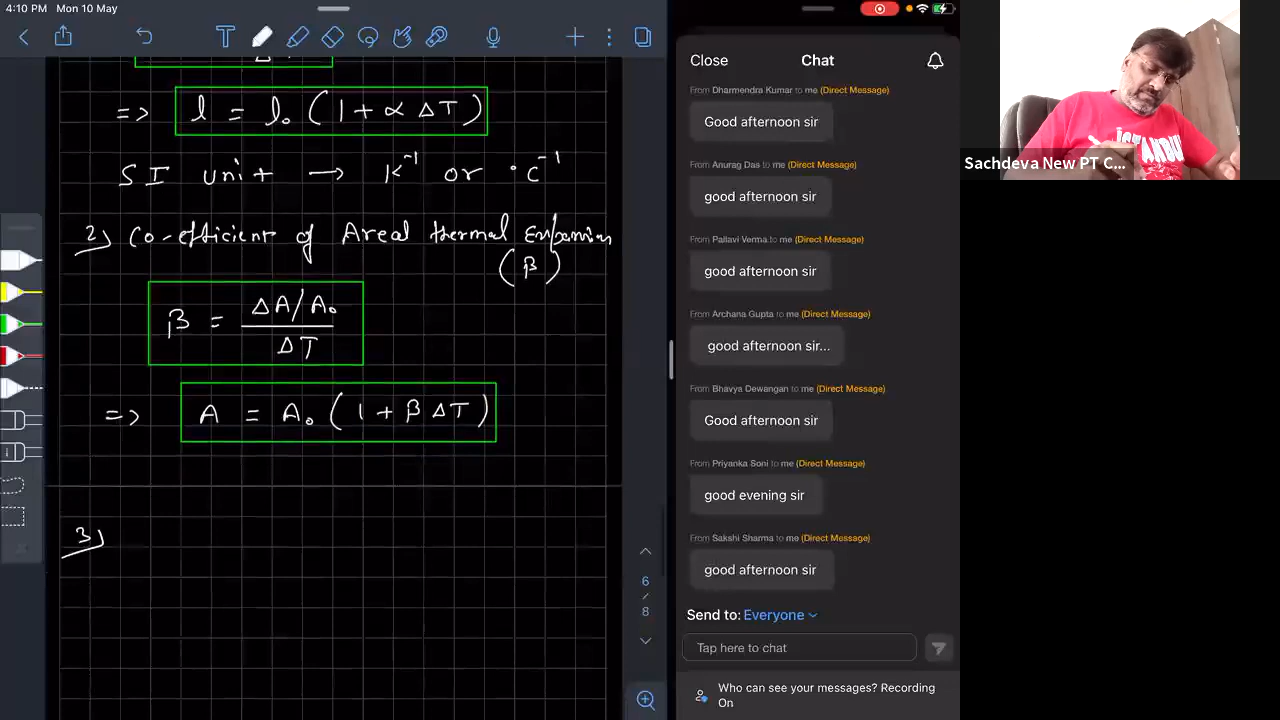 4:10 PM Mon 10 May
=> l = l₀ (1 + α ΔT)
SI unit → K⁻¹ or °C⁻¹
2) Co-efficient of Areal thermal Expansion
(β)
β = ΔA/A₀
ΔT
=> A = A₀ (1 + β ΔT)
3)
6
/
8
Close Chat
From Dharmendra Kumar to me (Direct Message)
Good afternoon sir
From Anurag Das to me (Direct Message)
good afternoon sir
From Pallavi Verma to me (Direct Message)
good afternoon sir
From Archana Gupta to me (Direct Message)
good afternoon sir...
From Bhavya Dewangan to me (Direct Message)
Good afternoon sir
From Priyanka Soni to me (Direct Message)
good evening sir
From Sakshi Sharma to me (Direct Message)
good afternoon sir
Send to: Everyone
Tap here to chat
Who can see your messages? Recording
On
Sachdeva New PT C...